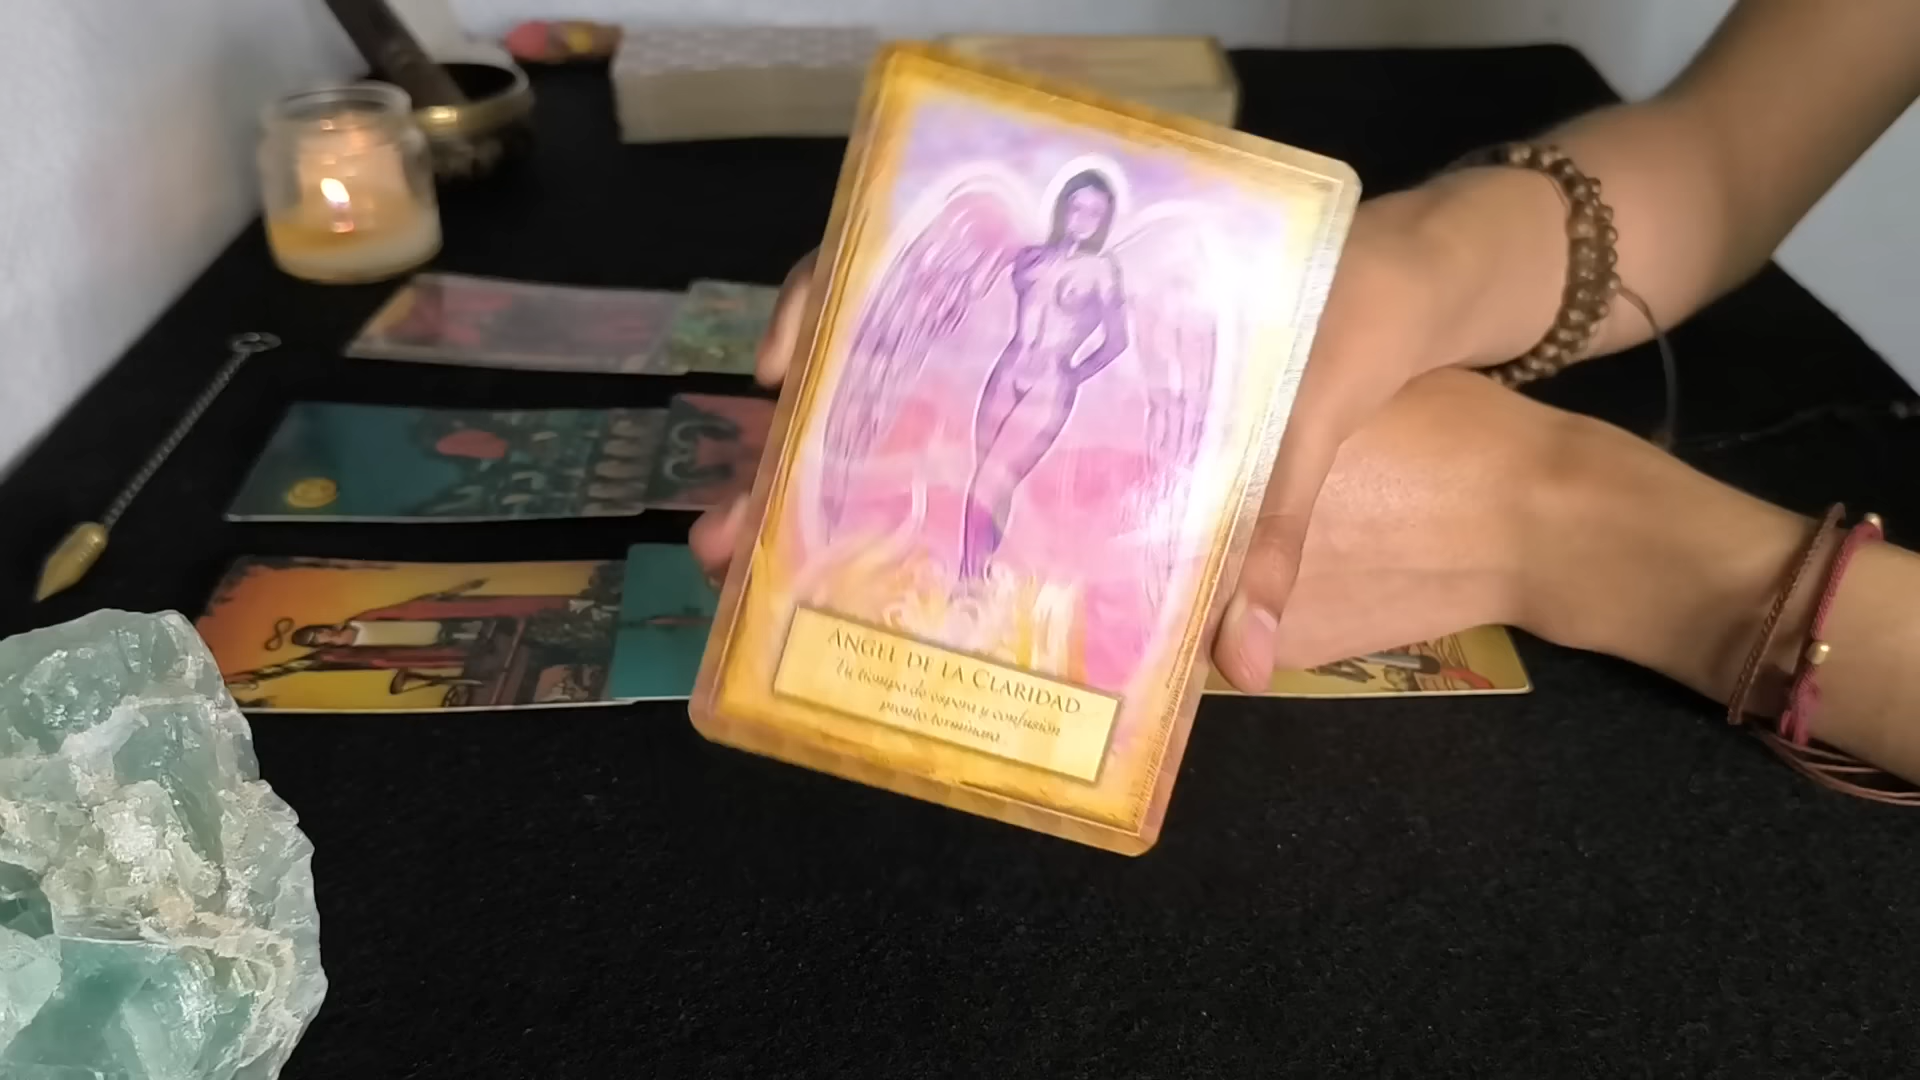 ÁNGEL DE LA CLARIDAD
Tu tiempo de espera y confusión
pronto terminará.